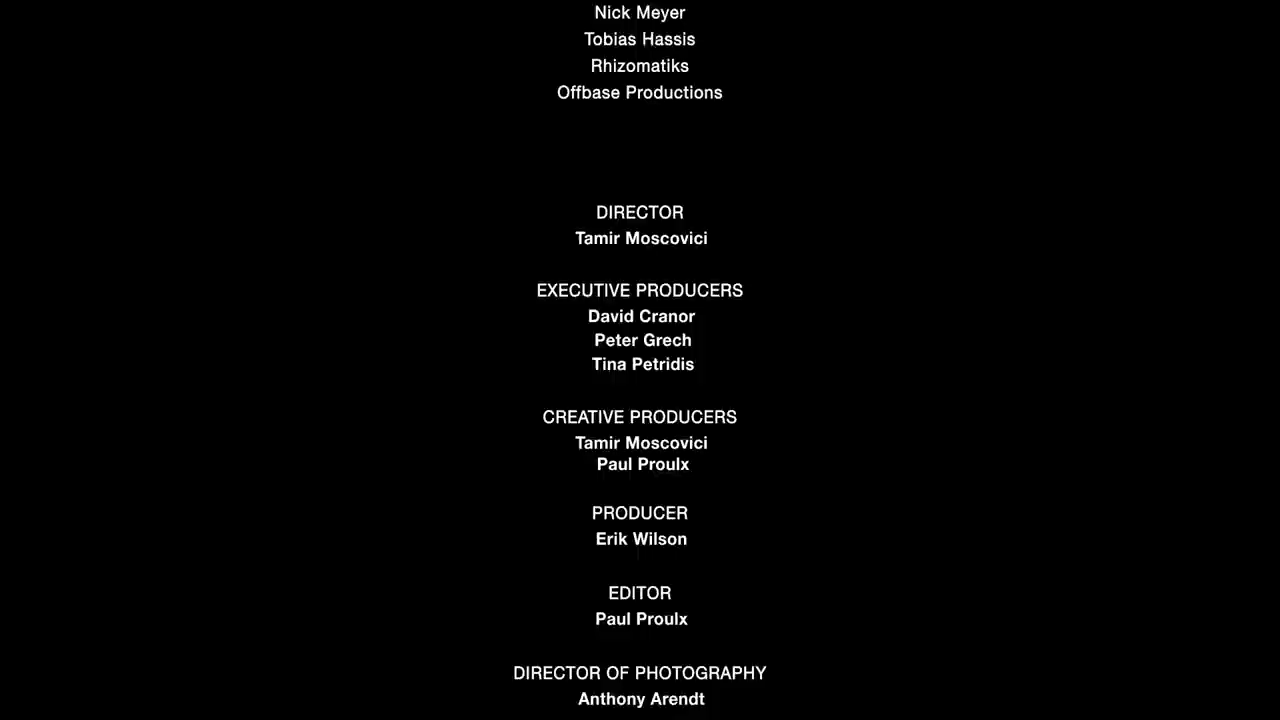 Nick Meyer
Tobias Hassis
Rhizomatiks
Offbase Productions
DIRECTOR
Tamir Moscovici
EXECUTIVE PRODUCERS
David Cranor
Peter Grech
Tina Petridis
CREATIVE PRODUCERS
Tamir Moscovici
Paul Proulx
PRODUCER
Erik Wilson
EDITOR
Paul Proulx
DIRECTOR OF PHOTOGRAPHY
Anthony Arendt